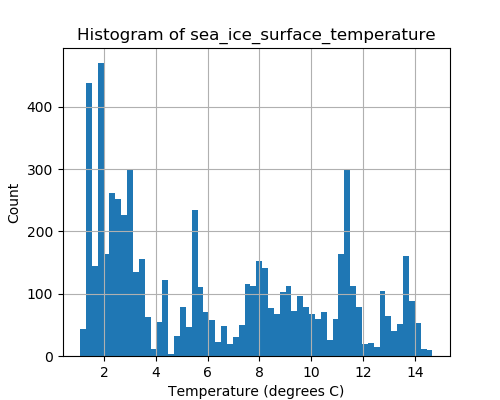 Histogram of sea_ice_surface_temperature
400
300
200
100
0
Count
2 4 6 8 10 12 14
Temperature (degrees C)